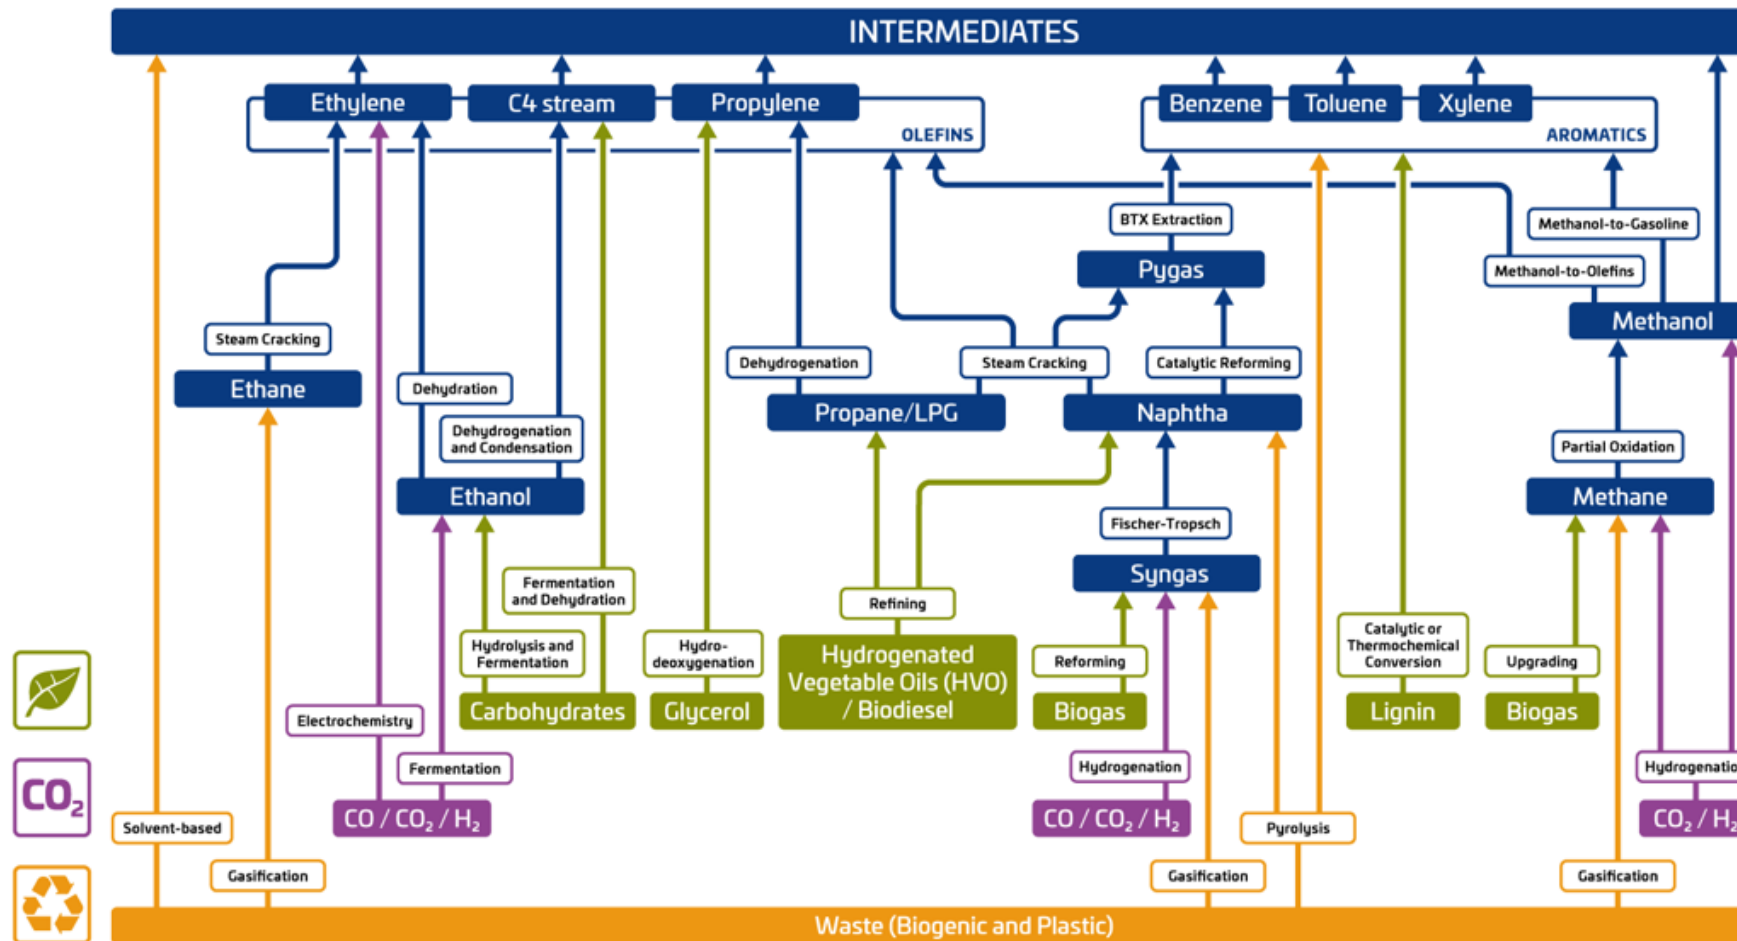 INTERMEDIATES
Ethylene
C4 stream
Propylene
OLEFINS
Benzene
Toluene
Xylene
AROMATICS
BTX Extraction
Methanol-to-Gasoline
Pygas
Methanol-to-Olefins
Methanol
Steam Cracking
Dehydrogenation
Steam Cracking
Catalytic Reforming
Ethane
Dehydration
Propane/LPG
Naphtha
Dehydrogenation
and Condensation
Partial Oxidation
Ethanol
Methane
Fischer-Tropsch
Syngas
Fermentation
and Dehydration
Refining
Hydrolysis and
Fermentation
Hydro-
deoxygenation
Hydrogenated
Vegetable Oils (HVO)
/ Biodiesel
Reforming
Catalytic or
Thermochemical
Conversion
Upgrading
Carbohydrates
Glycerol
Biogas
Lignin
Biogas
Electrochemistry
Fermentation
Hydrogenation
Hydrogenatio
CO₂
CO / CO₂ / H₂
CO / CO₂ / H₂
CO₂ / H₂
Solvent-based
Pyrolysis
Gasification
Gasification
Gasification
Waste (Biogenic and Plastic)